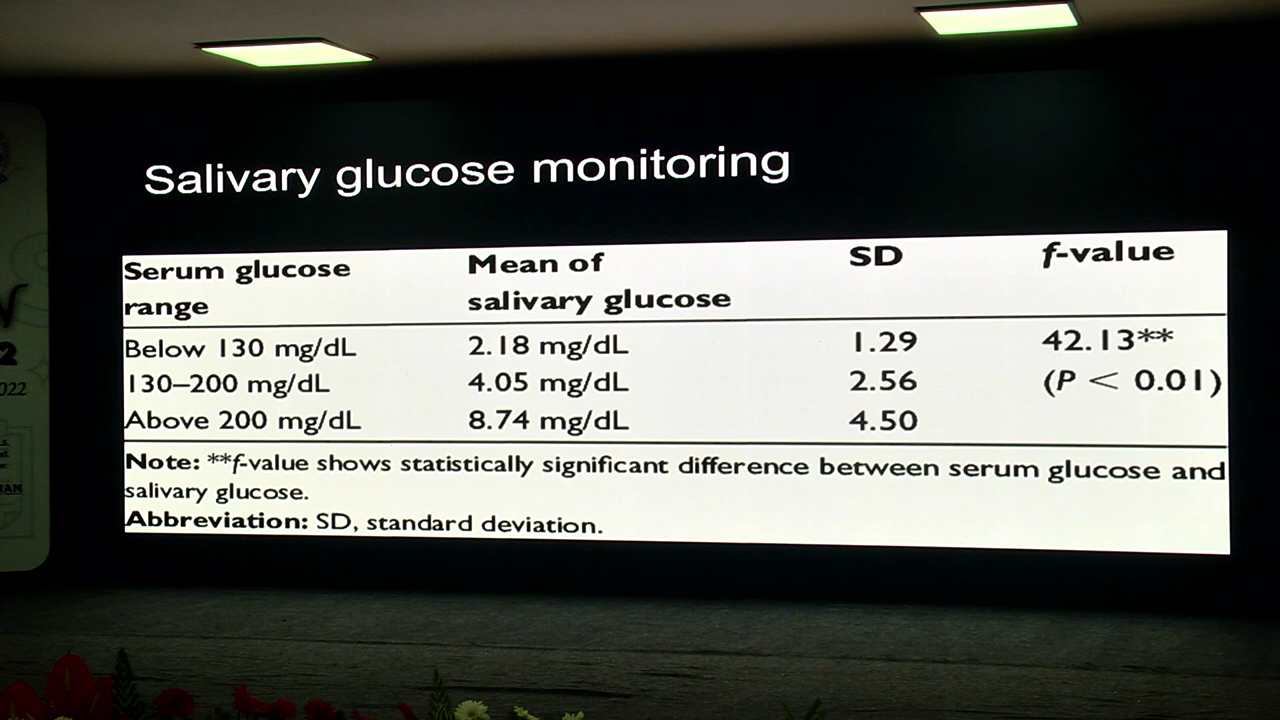 Salivary glucose monitoring
Serum glucose range Mean of salivary glucose SD f-value
Below 130 mg/dL 2.18 mg/dL 1.29 42.13**
130–200 mg/dL 4.05 mg/dL 2.56 (P < 0.01)
Above 200 mg/dL 8.74 mg/dL 4.50
Note: **f-value shows statistically significant difference between serum glucose and
salivary glucose.
Abbreviation: SD, standard deviation.
2
022